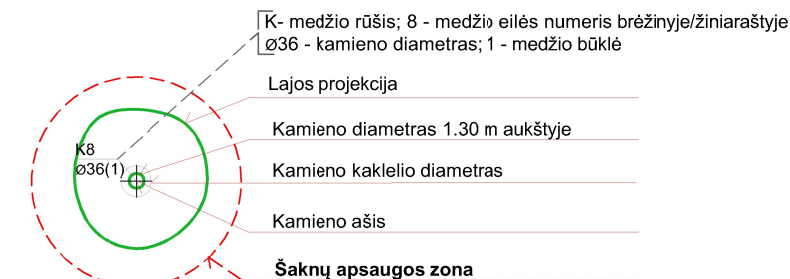 K- medžio rūšis; 8 - medžio eilės numeris brėžinyje/žiniaraštyje
Ø36 - kamieno diametras; 1 - medžio būklė
Lajos projekcija
Kamieno diametras 1.30 m aukštyje
K8
Ø36(1)
Kamieno kaklelio diametras
Kamieno ašis
Šaknų apsaugos zona